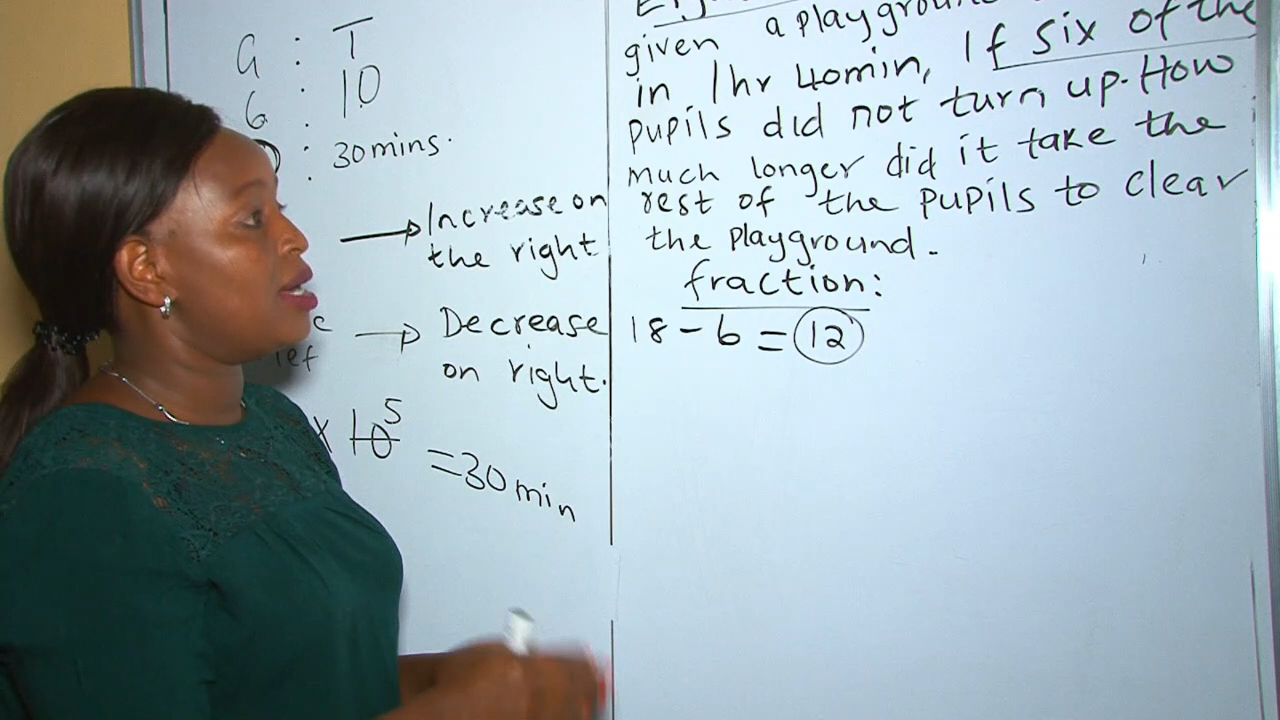 G : T
6 : 10
: 30mins.
→ Increase on
the right
→ Decrease
on right.
x 10 5
=30min
given a playground
in 1hr 40min, If six of the
pupils did not turn up. How
much longer did it take the
rest of the pupils to clear
the playground.
fraction:
18 - 6 = 12